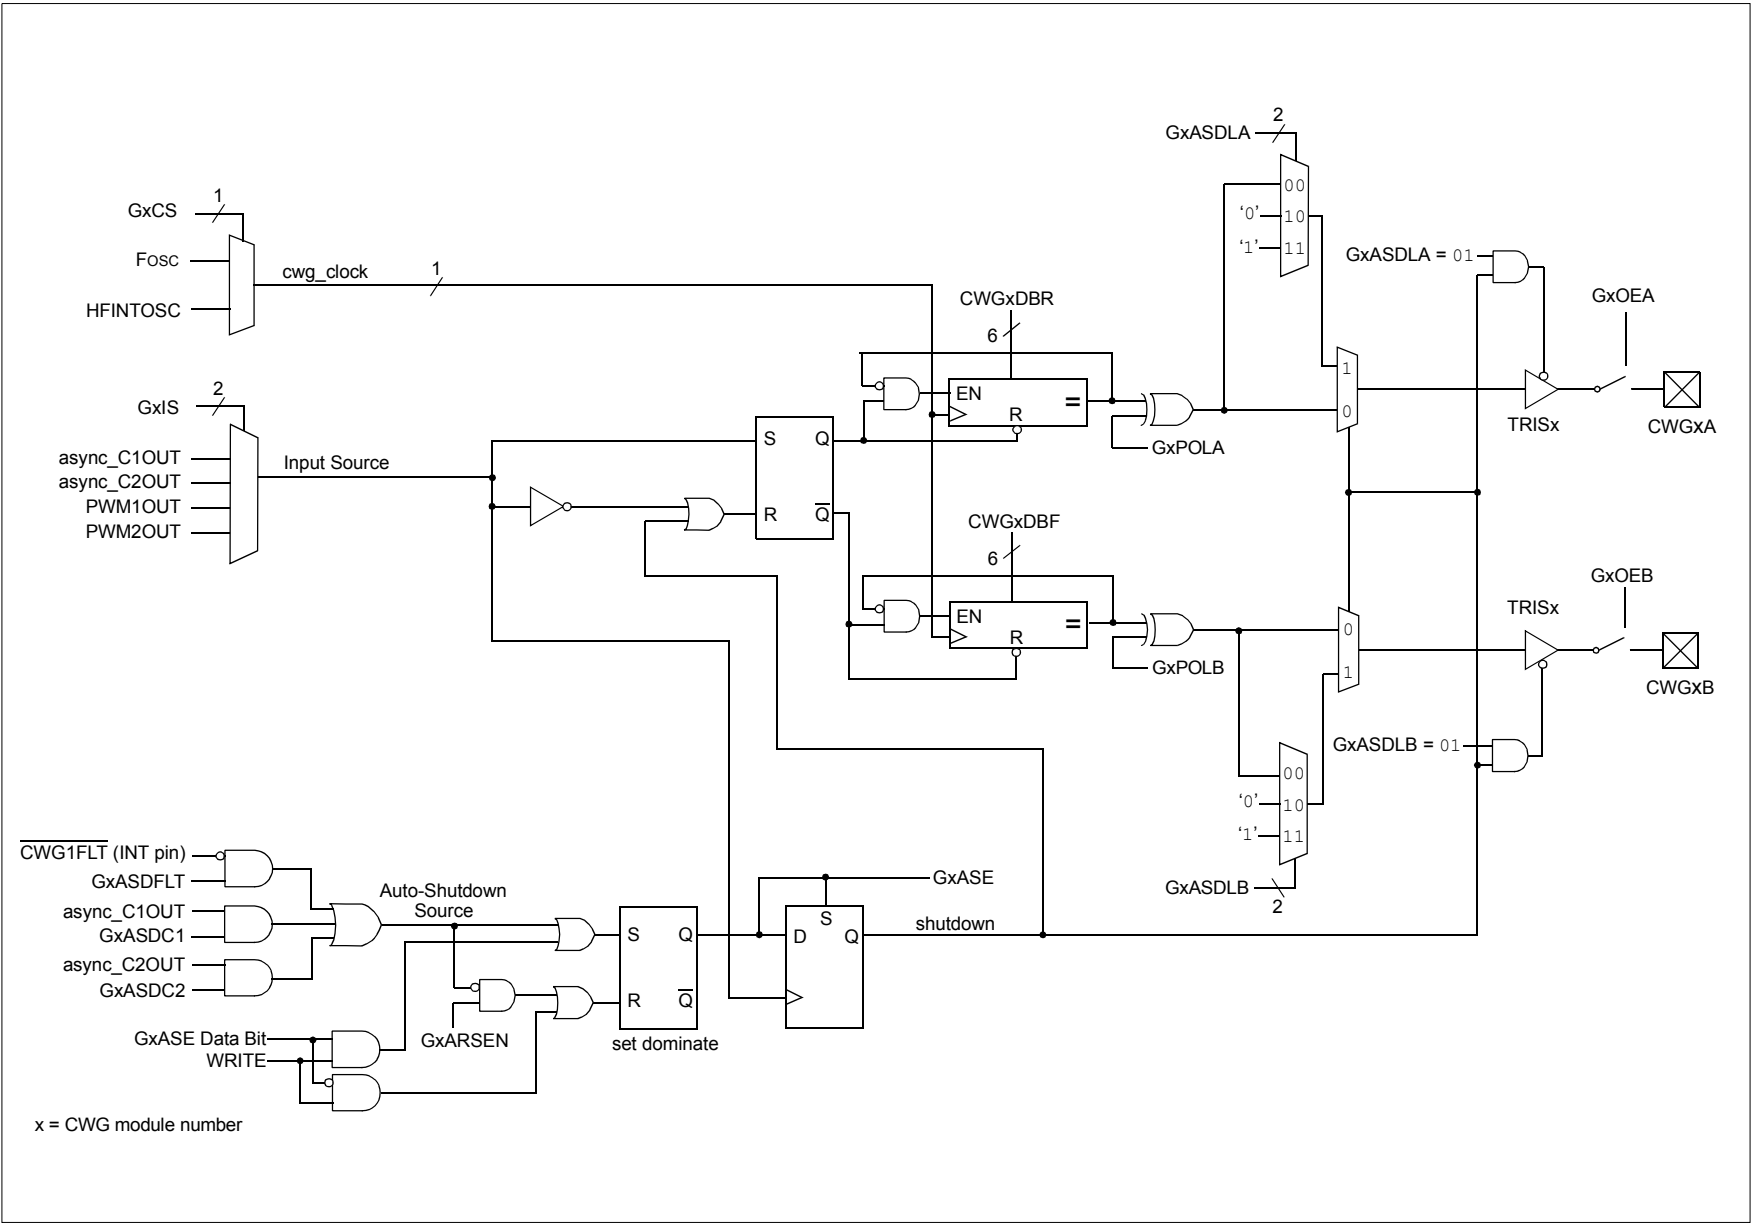 2
GxASDLA
00
‘0’ 10
‘1’ 11
1
GxCS
FOSC
HFINTOSC
cwg_clock
1
GxASDLA = 01
GxOEA
CWGxDBR
6
EN
R
=
1
0
TRISx
CWGxA
GxPOLA
2
GxIS
async_C1OUT
async_C2OUT
PWM1OUT
PWM2OUT
Input Source
S
Q
R
Q
CWGxDBF
6
EN
R
=
GxPOLB
0
1
GxOEB
TRISx
CWGxB
GxASDLB = 01
00
‘0’ 10
‘1’ 11
GxASDLB
2
CWG1FLT (INT pin)
GxASDFLT
async_C1OUT
GxASDC1
async_C2OUT
GxASDC2
Auto-Shutdown
Source
GxARSEN
GxASE Data Bit
WRITE
S
Q
R
Q
set dominate
GxASE
S
D
Q
shutdown
x = CWG module number